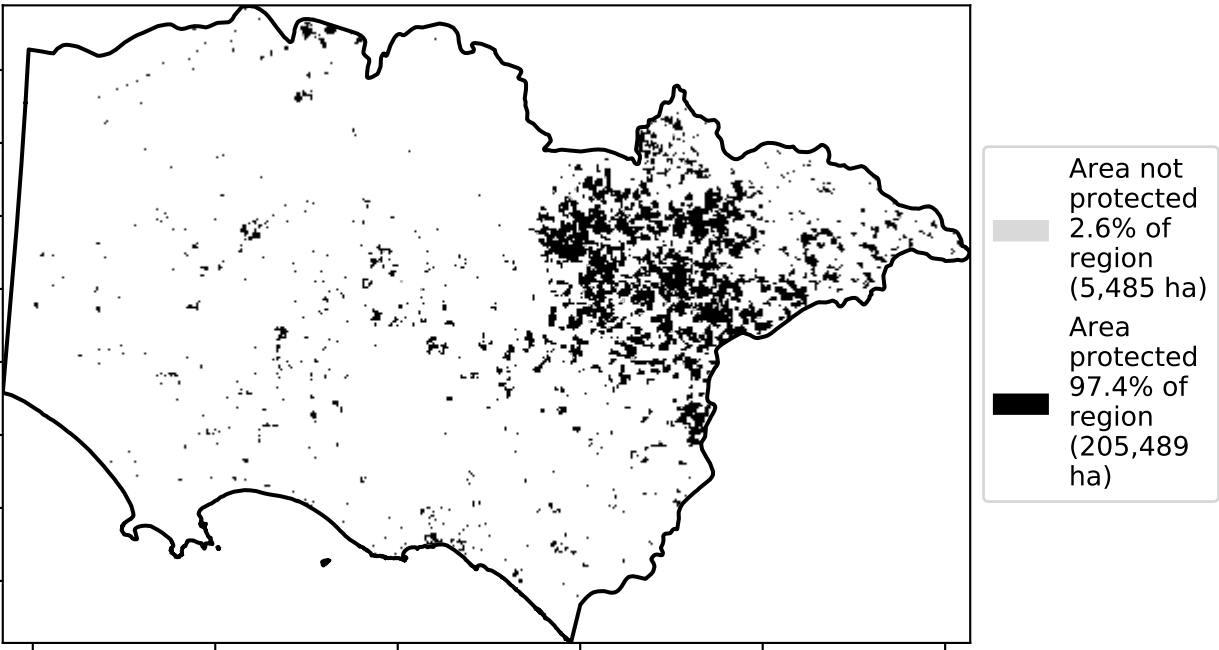 Area not
protected
2.6% of
region
(5,485 ha)
Area
protected
97.4% of
region
(205,489
ha)